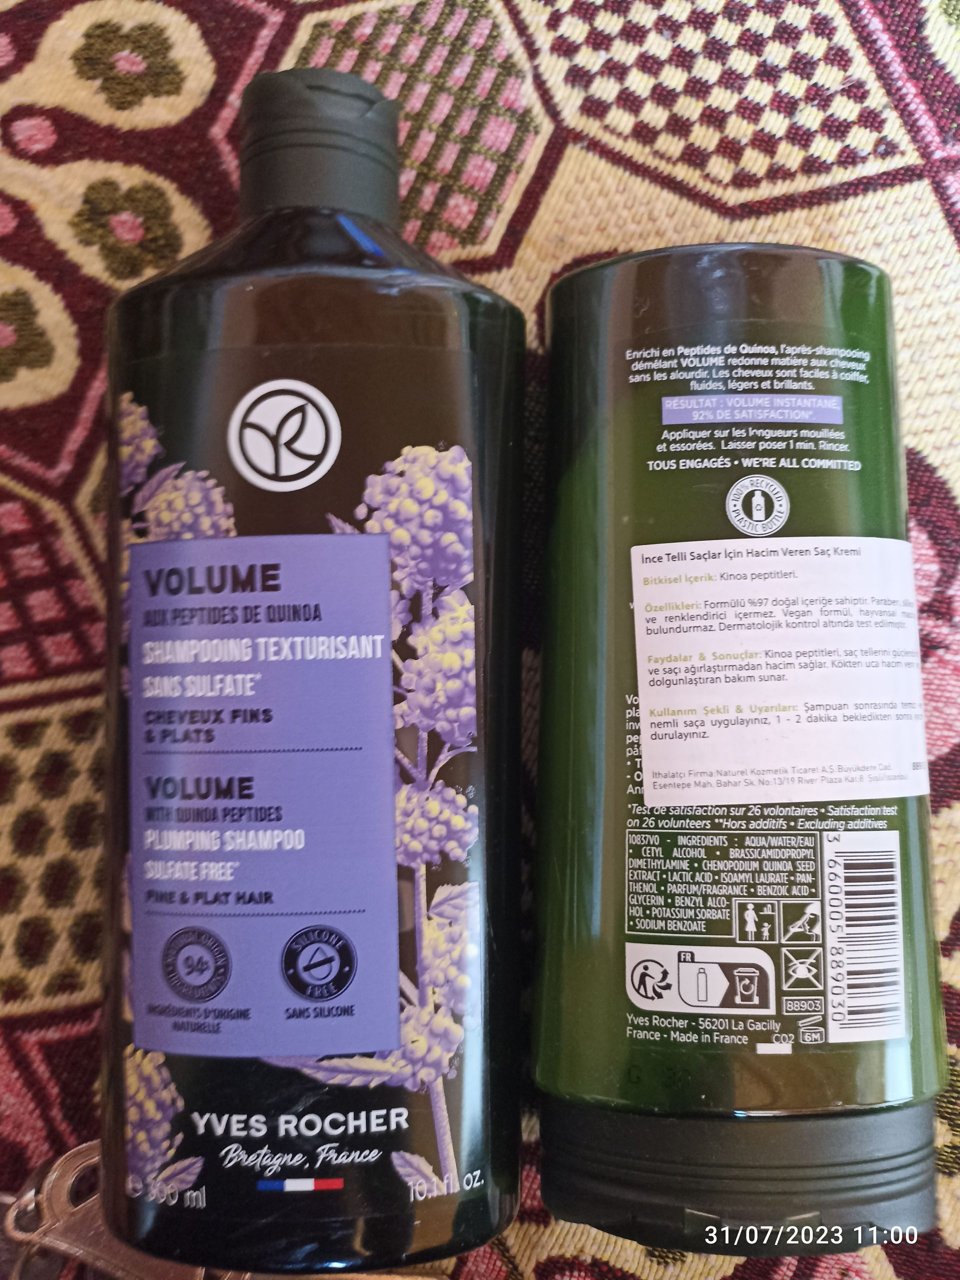 VOLUME
AUX PEPTIDES DE QUINOA
SHAMPOOING TEXTURISANT
SANS SULFATE*
CHEVEUX FINS
& PLATS
VOLUME
WITH QUINOA PEPTIDES
PLUMPING SHAMPOO
SULFATE FREE*
FINE & FLAT HAIR
94
INGRÉDIENTS D'ORIGINE
NATURELLE
SILICONE
FREE
SANS SILICONE
YVES ROCHER
Bretagne, France
300 ml
10.1 fl. oz.
Enrichi en Peptides de Quinoa, l'après-shampooing
démêlant VOLUME redonne matière aux cheveux
sans les alourdir. Les cheveux sont faciles à coiffer,
fluides, légers et brillants.
RÉSULTAT : VOLUME INSTANTANÉ,
92% DE SATISFACTION*
Appliquer sur les longueurs mouillées
et essorées. Laisser poser 1 min. Rincer.
TOUS ENGAGÉS • WE'RE ALL COMMITTED
100% RECYCLED
PLASTIC BOTTLE
İnce Telli Saçlar İçin Hacim Veren Saç Kremi
Bitkisel İçerik: Kinoa peptitleri.
Özellikleri: Formülü %97 doğal içeriğe sahiptir. Paraben,
ve renklendirici içermez. Vegan formül, hayvansal
bulundurmaz. Dermatolojik kontrol altında test edilmiştir.
Faydalar & Sonuçlar: Kinoa peptitleri, saç tellerini
ve saçı ağırlaştırmadan hacim sağlar. Kökten uca hacim
dolgunlaştıran bakım sunar.
Kullanım Şekli & Uyarıları: Şampuan sonrasında
nemli saça uygulayınız, 1 - 2 dakika bekledikten sonra
durulayınız.
İthalatçı Firma:Naturel Kozmetik Ticaret A.Ş. Büyükdere Cad.
Esentepe Mah. Bahar Sk. No:13/19 River Plaza Kat:8 Şişli/İstanbul
*Test de satisfaction sur 26 volontaires • Satisfaction test
on 26 volunteers **Hors additifs • Excluding additives
10837V0 - INGREDIENTS : AQUA/WATER/EAU
• CETYL ALCOHOL • BRASSICAMIDOPROPYL
DIMETHYLAMINE • CHENOPODIUM QUINOA SEED
EXTRACT • LACTIC ACID • ISOAMYL LAURATE • PAN-
THENOL • PARFUM/FRAGRANCE • BENZOIC ACID •
GLYCERIN • BENZYL ALCO-
HOL • POTASSIUM SORBATE
• SODIUM BENZOATE
FR
88903
3 660005 889030
Yves Rocher - 56201 La Gacilly
France - Made in France
C02
6M
31/07/2023 11:00